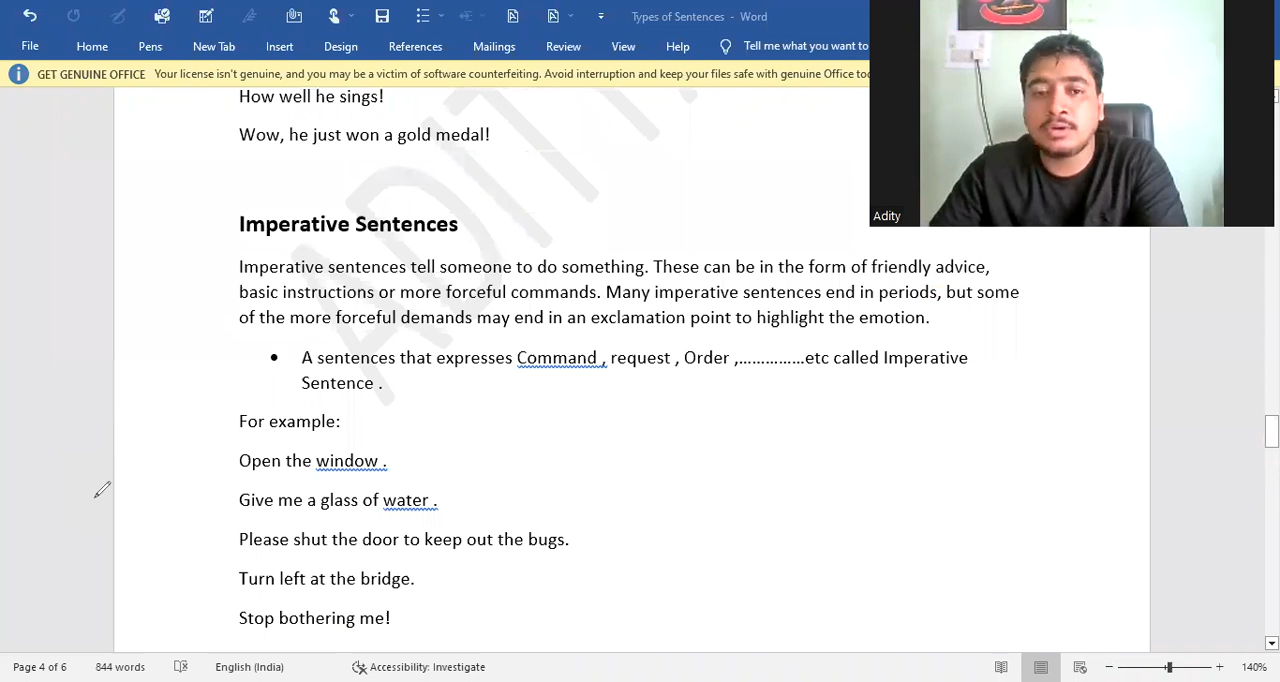 Types of Sentences - Word
File Home Pens New Tab Insert Design References Mailings Review View Help Tell me what you want to
GET GENUINE OFFICE Your license isn't genuine, and you may be a victim of software counterfeiting. Avoid interruption and keep your files safe with genuine Office
How well he sings!
Wow, he just won a gold medal!
Adity
Imperative Sentences
Imperative sentences tell someone to do something. These can be in the form of friendly advice,
basic instructions or more forceful commands. Many imperative sentences end in periods, but some
of the more forceful demands may end in an exclamation point to highlight the emotion.
• A sentences that expresses Command , request , Order ,……………etc called Imperative
Sentence .
For example:
Open the window .
Give me a glass of water .
Please shut the door to keep out the bugs.
Turn left at the bridge.
Stop bothering me!
ADIT
Page 4 of 6 844 words English (India) Accessibility: Investigate 140%